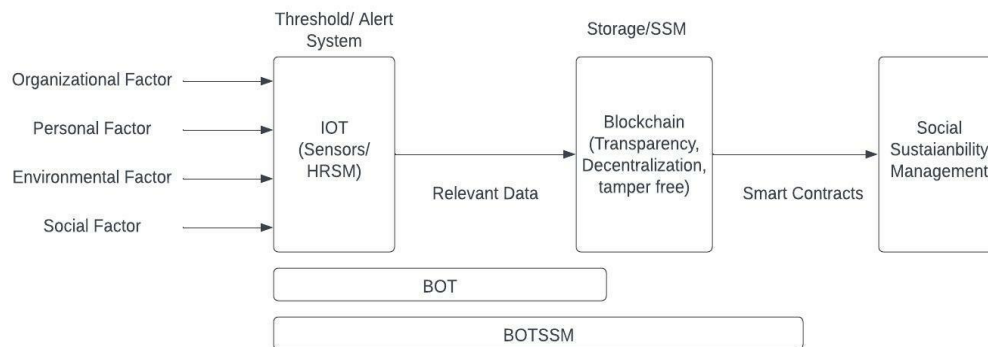 Threshold/ Alert
System
Storage/SSM
Organizational Factor
Personal Factor
Environmental Factor
Social Factor
IOT
(Sensors/
HRSM)
Relevant Data
Blockchain
(Transparency,
Decentralization,
tamper free)
Smart Contracts
Social
Sustaianbility
Management
BOT
BOTSSM